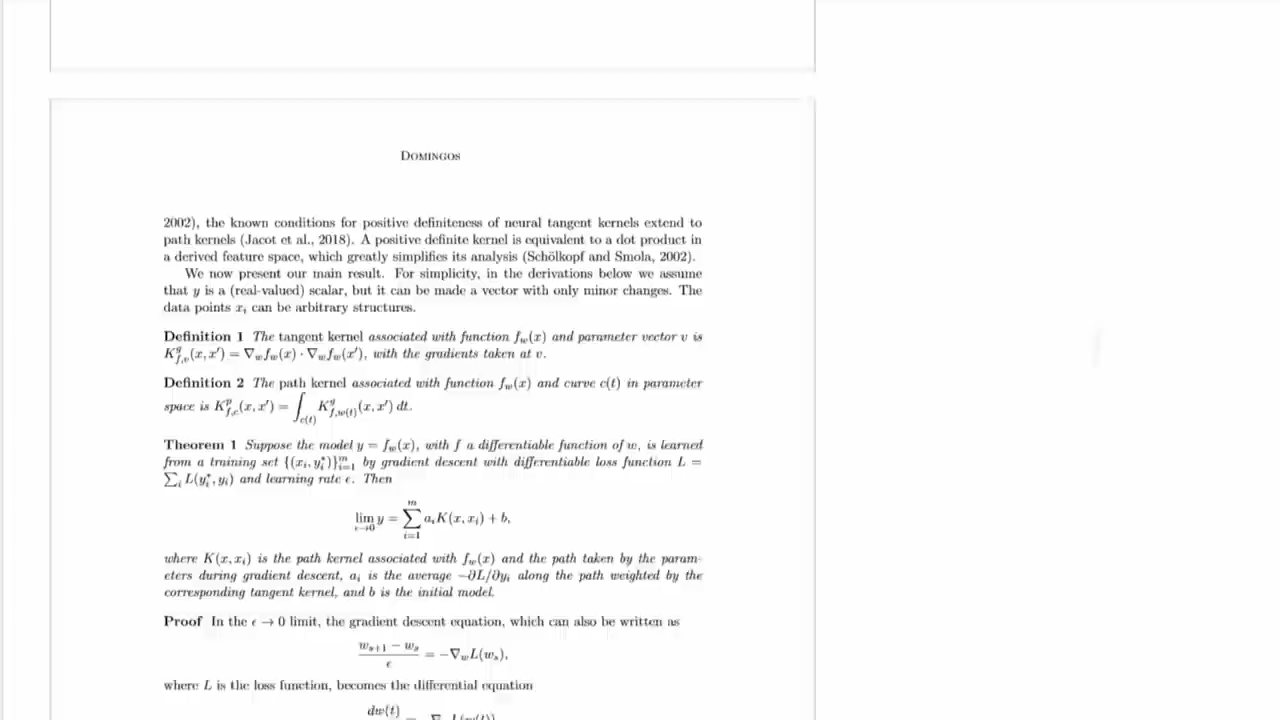 DOMINGOS
2002), the known conditions for positive definiteness of neural tangent kernels extend to
path kernels (Jacot et al., 2018). A positive definite kernel is equivalent to a dot product in
a derived feature space, which greatly simplifies its analysis (Schölkopf and Smola, 2002).
We now present our main result. For simplicity, in the derivations below we assume
that y is a (real-valued) scalar, but it can be made a vector with only minor changes. The
data points x_i can be arbitrary structures.
Definition 1 The tangent kernel associated with function f_w(x) and parameter vector v is
K^g_{f,v}(x, x′) = ∇_w f_w(x) · ∇_w f_w(x′), with the gradients taken at v.
Definition 2 The path kernel associated with function f_w(x) and curve c(t) in parameter
space is K^p_{f,c}(x, x′) = ∫_{c(t)} K^g_{f,w(t)}(x, x′) dt.
Theorem 1 Suppose the model y = f_w(x), with f a differentiable function of w, is learned
from a training set {(x_i, y_i^*)}_{i=1}^m by gradient descent with differentiable loss function L =
∑_i L(y_i^*, y_i) and learning rate ϵ. Then
lim_{ϵ→0} y = ∑_{i=1}^m a_i K(x, x_i) + b,
where K(x, x_i) is the path kernel associated with f_w(x) and the path taken by the param-
eters during gradient descent, a_i is the average −∂L/∂y_i along the path weighted by the
corresponding tangent kernel, and b is the initial model.
Proof In the ϵ → 0 limit, the gradient descent equation, which can also be written as
(w_{s+1} − w_s)/ϵ = −∇_w L(w_s),
where L is the loss function, becomes the differential equation
dw(t)